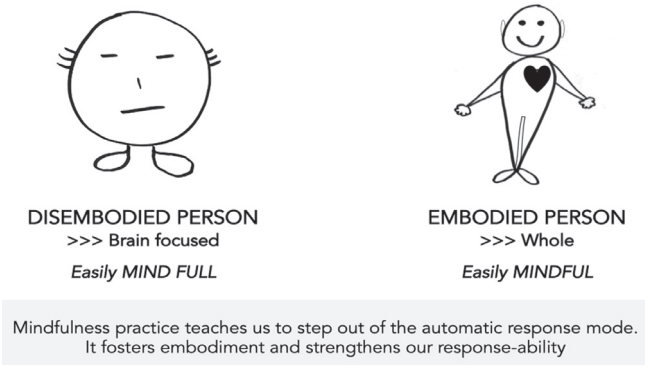 DISEMBODIED PERSON
>>> Brain focused
Easily MIND FULL
EMBODIED PERSON
>>> Whole
Easily MINDFUL
Mindfulness practice teaches us to step out of the automatic response mode.
It fosters embodiment and strengthens our response-ability